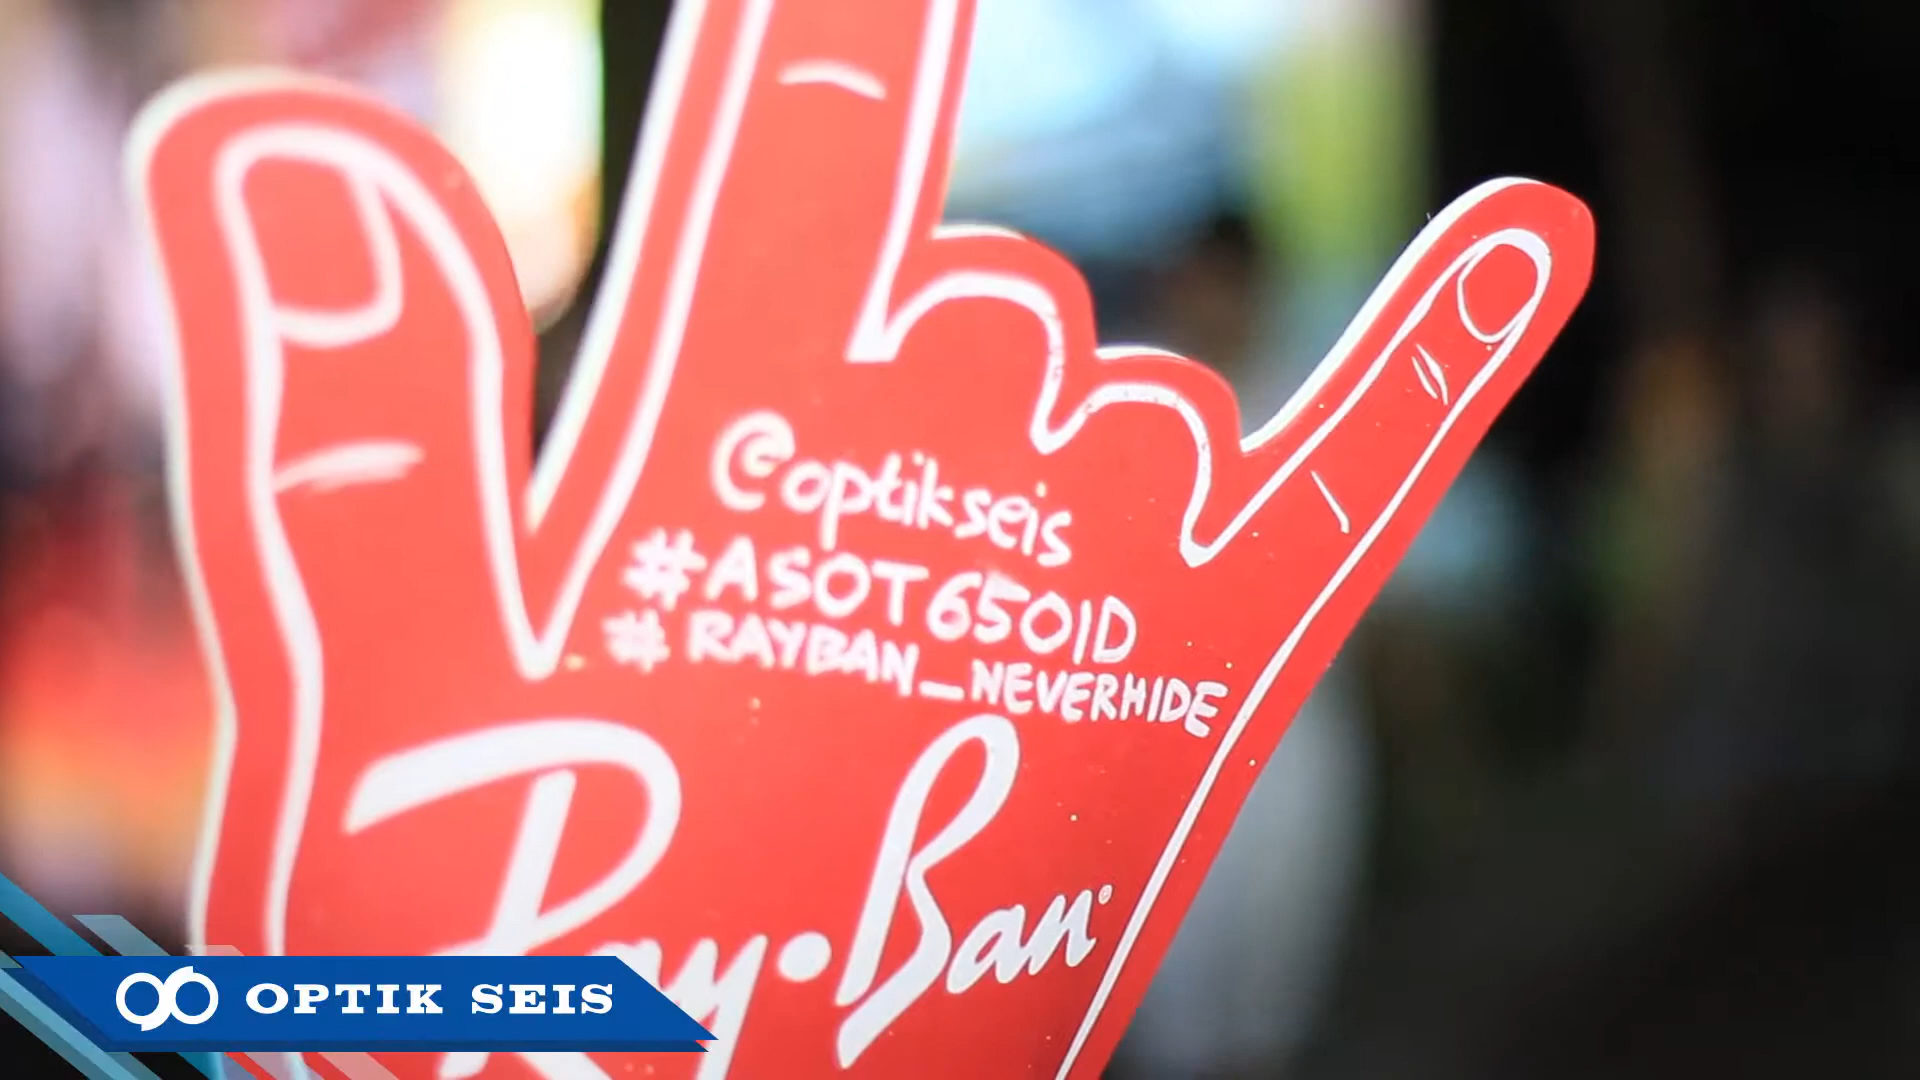 @optikseis
#ASOT650ID
# RAYBAN_NEVERHIDE
Ray-Ban
OPTIK SEIS